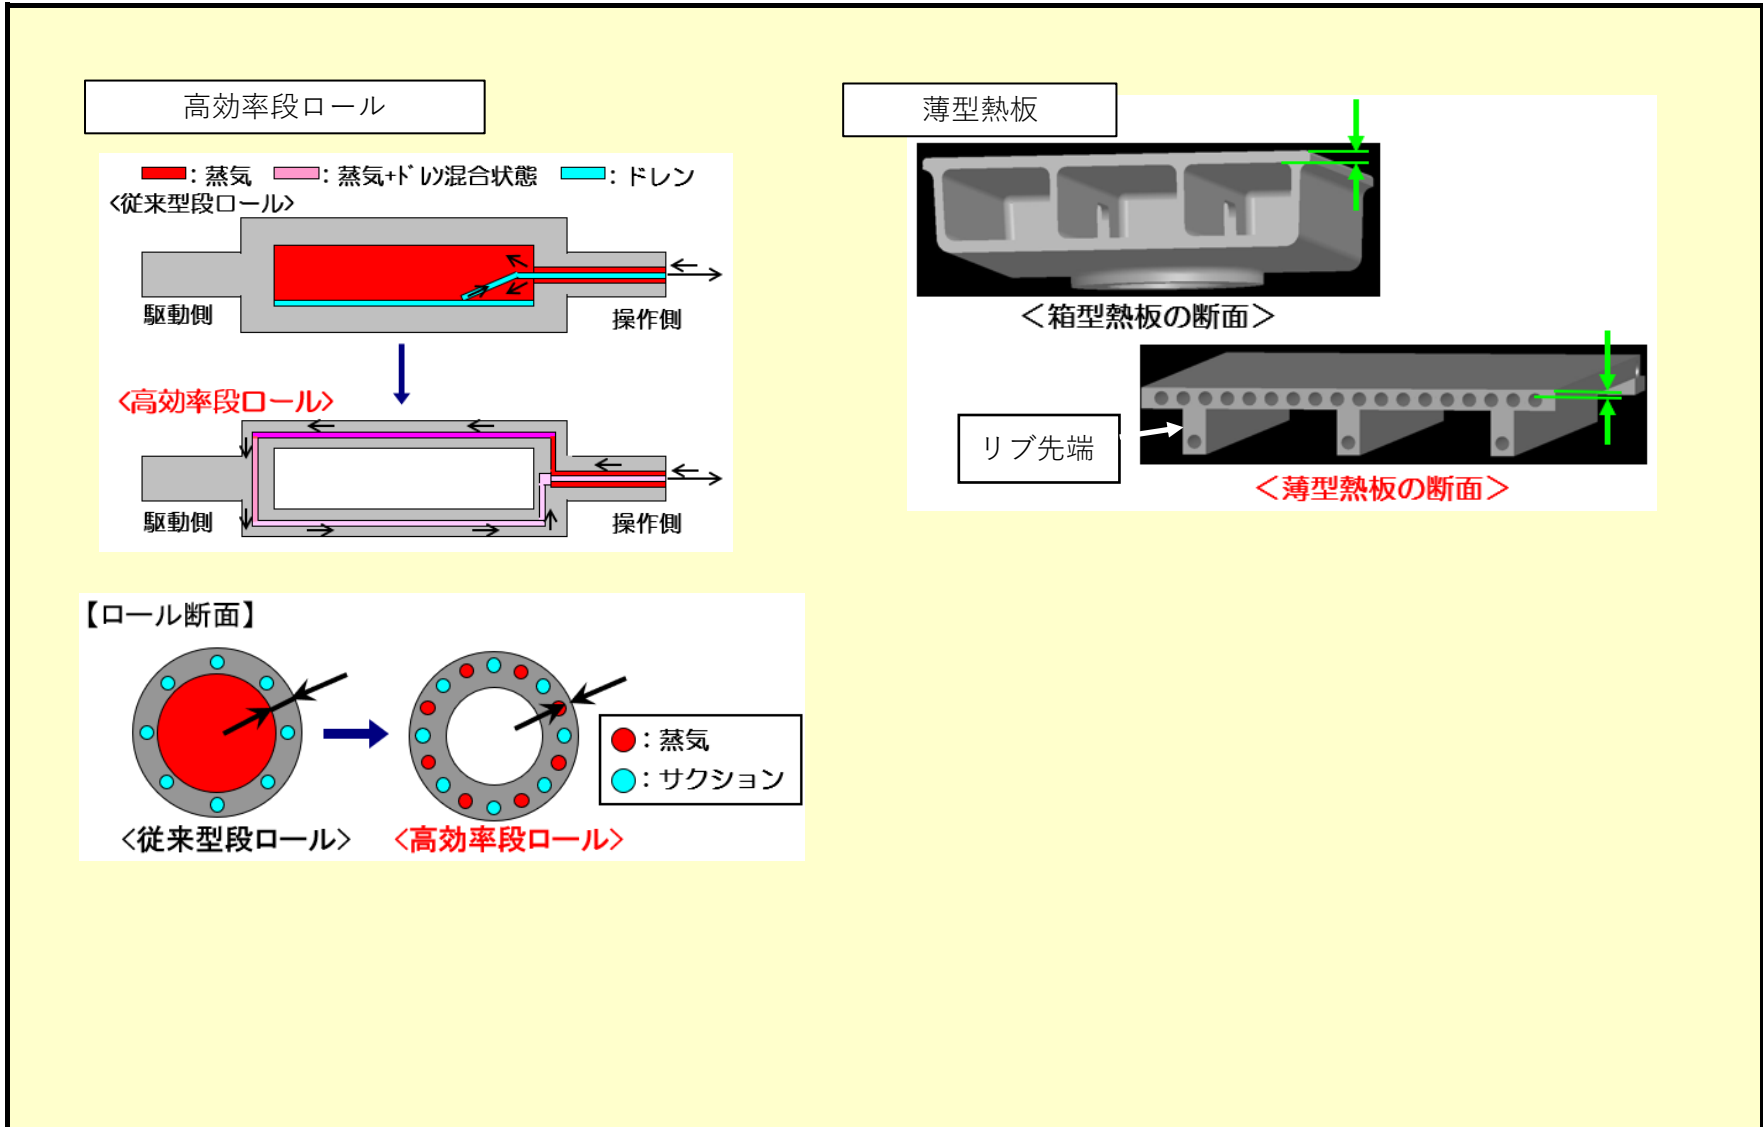 高効率段ロール
：蒸気 ：蒸気+ドレン混合状態 ：ドレン
<従来型段ロール>
駆動側
操作側
<高効率段ロール>
駆動側
操作側
【ロール断面】
：蒸気
：サクション
<従来型段ロール>
<高効率段ロール>
薄型熱板
＜箱型熱板の断面＞
リブ先端
＜薄型熱板の断面＞